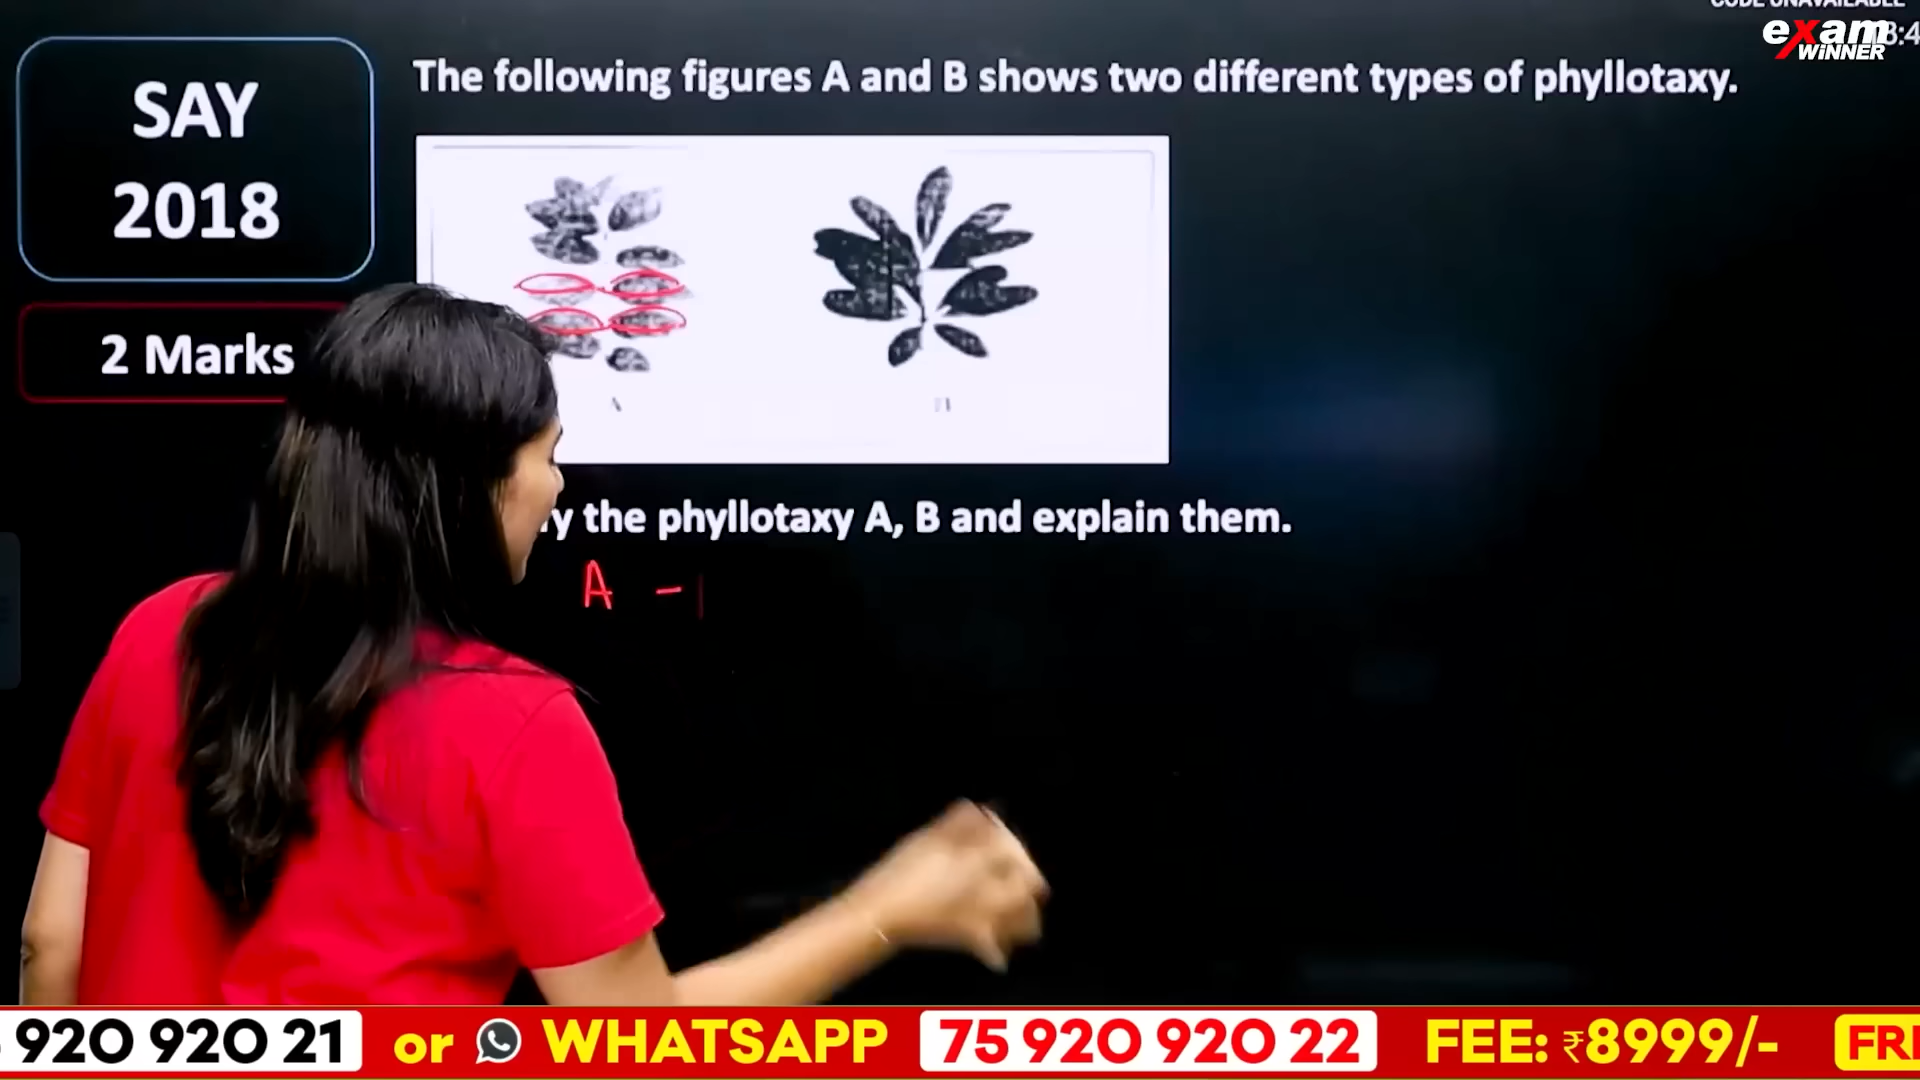 exam
WiNNER
SAY
2018
2 Marks
The following figures A and B shows two different types of phyllotaxy.
A
the phyllotaxy A, B and explain them.
A -
920 920 21 or WHATSAPP 75 920 920 22 FEE: ₹8999/-